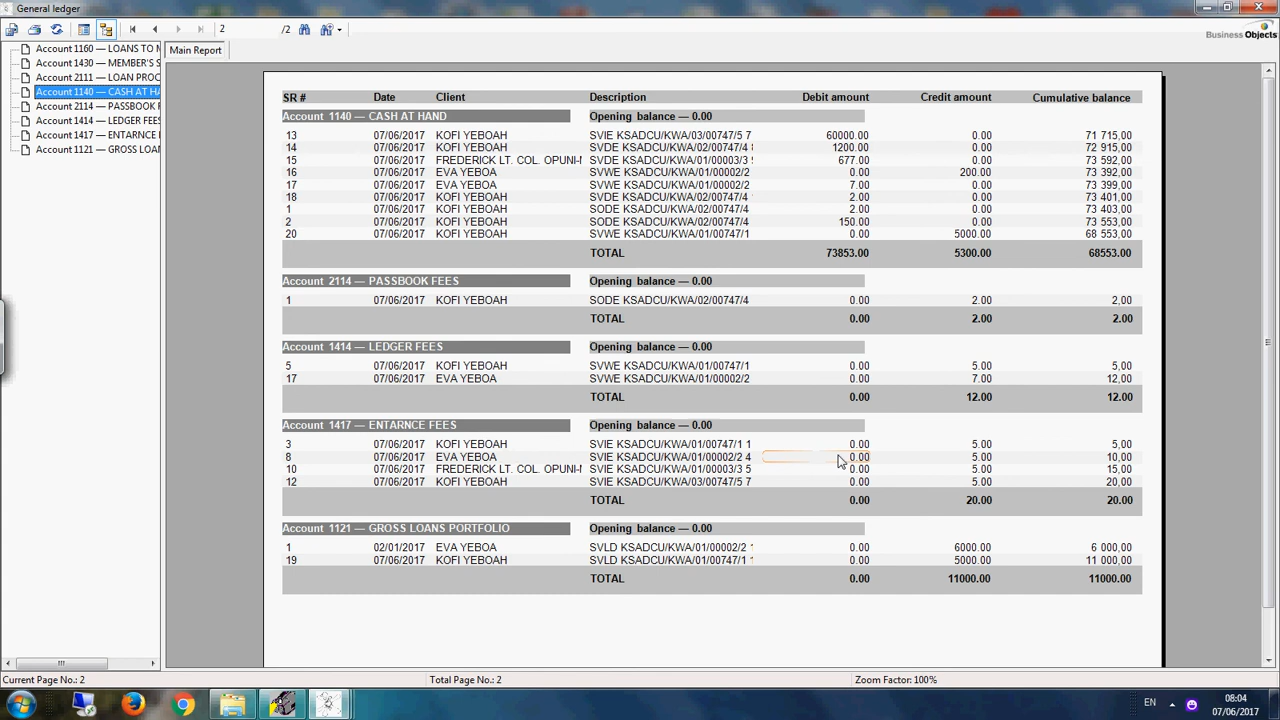 General ledger
2 /2 Business Objects
Account 1160 — LOANS TO M
Account 1430 — MEMBER'S S
Account 2111 — LOAN PROC
Account 1140 — CASH AT HA
Account 2114 — PASSBOOK F
Account 1414 — LEDGER FEES
Account 1417 — ENTARNCE F
Account 1121 — GROSS LOAN
Main Report
SR # Date Client Description Debit amount Credit amount Cumulative balance
Account 1140 — CASH AT HAND Opening balance — 0.00
13 07/06/2017 KOFI YEBOAH SVIE KSADCU/KWA/03/00747/5 7 60000.00 0.00 71 715,00
14 07/06/2017 KOFI YEBOAH SVDE KSADCU/KWA/02/00747/4 1200.00 0.00 72 915,00
15 07/06/2017 FREDERICK LT. COL. OPUNI-M SVDE KSADCU/KWA/01/00003/3 677.00 0.00 73 592,00
16 07/06/2017 EVA YEBOA SVWE KSADCU/KWA/01/00002/2 0.00 200.00 73 392,00
17 07/06/2017 EVA YEBOA SVWE KSADCU/KWA/01/00002/2 7.00 0.00 73 399,00
18 07/06/2017 KOFI YEBOAH SVDE KSADCU/KWA/02/00747/4 2.00 0.00 73 401,00
1 07/06/2017 KOFI YEBOAH SODE KSADCU/KWA/02/00747/4 2.00 0.00 73 403,00
2 07/06/2017 KOFI YEBOAH SODE KSADCU/KWA/02/00747/4 150.00 0.00 73 553,00
20 07/06/2017 KOFI YEBOAH SVWE KSADCU/KWA/01/00747/1 0.00 5000.00 68 553,00
TOTAL 73853.00 5300.00 68553.00
Account 2114 — PASSBOOK FEES Opening balance — 0.00
1 07/06/2017 KOFI YEBOAH SODE KSADCU/KWA/02/00747/4 0.00 2.00 2,00
TOTAL 0.00 2.00 2.00
Account 1414 — LEDGER FEES Opening balance — 0.00
5 07/06/2017 KOFI YEBOAH SVWE KSADCU/KWA/01/00747/1 0.00 5.00 5,00
17 07/06/2017 EVA YEBOA SVWE KSADCU/KWA/01/00002/2 0.00 7.00 12,00
TOTAL 0.00 12.00 12.00
Account 1417 — ENTARNCE FEES Opening balance — 0.00
3 07/06/2017 KOFI YEBOAH SVIE KSADCU/KWA/01/00747/1 1 0.00 5.00 5,00
8 07/06/2017 EVA YEBOA SVIE KSADCU/KWA/01/00002/2 4 0.00 5.00 10,00
10 07/06/2017 FREDERICK LT. COL. OPUNI-M SVIE KSADCU/KWA/01/00003/3 5 0.00 5.00 15,00
12 07/06/2017 KOFI YEBOAH SVIE KSADCU/KWA/03/00747/5 7 0.00 5.00 20,00
TOTAL 0.00 20.00 20.00
Account 1121 — GROSS LOANS PORTFOLIO Opening balance — 0.00
1 02/01/2017 EVA YEBOA SVLD KSADCU/KWA/01/00002/2 0.00 6000.00 6 000,00
19 07/06/2017 KOFI YEBOAH SVLD KSADCU/KWA/01/00747/1 0.00 5000.00 11 000,00
TOTAL 0.00 11000.00 11000.00
Current Page No.: 2 Total Page No.: 2 Zoom Factor: 100%
EN 08:04
07/06/2017